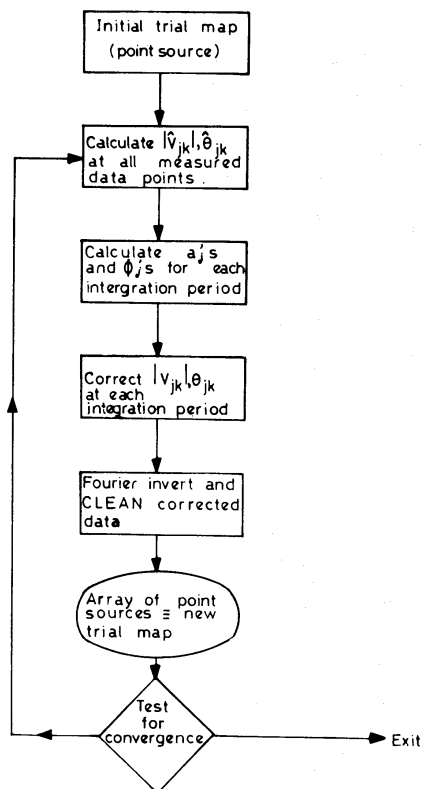 Initial trial map
(point source)
Calculate |V̂jk|,θ̂jk
at all measured
data points.
Calculate aj's
and ϕj's for each
intergration period
Correct |Vjk|,θjk
at each
integration period
Fourier invert and
CLEAN corrected
data
Array of point
sources ≡ new
trial map
Test
for
convergence
Exit